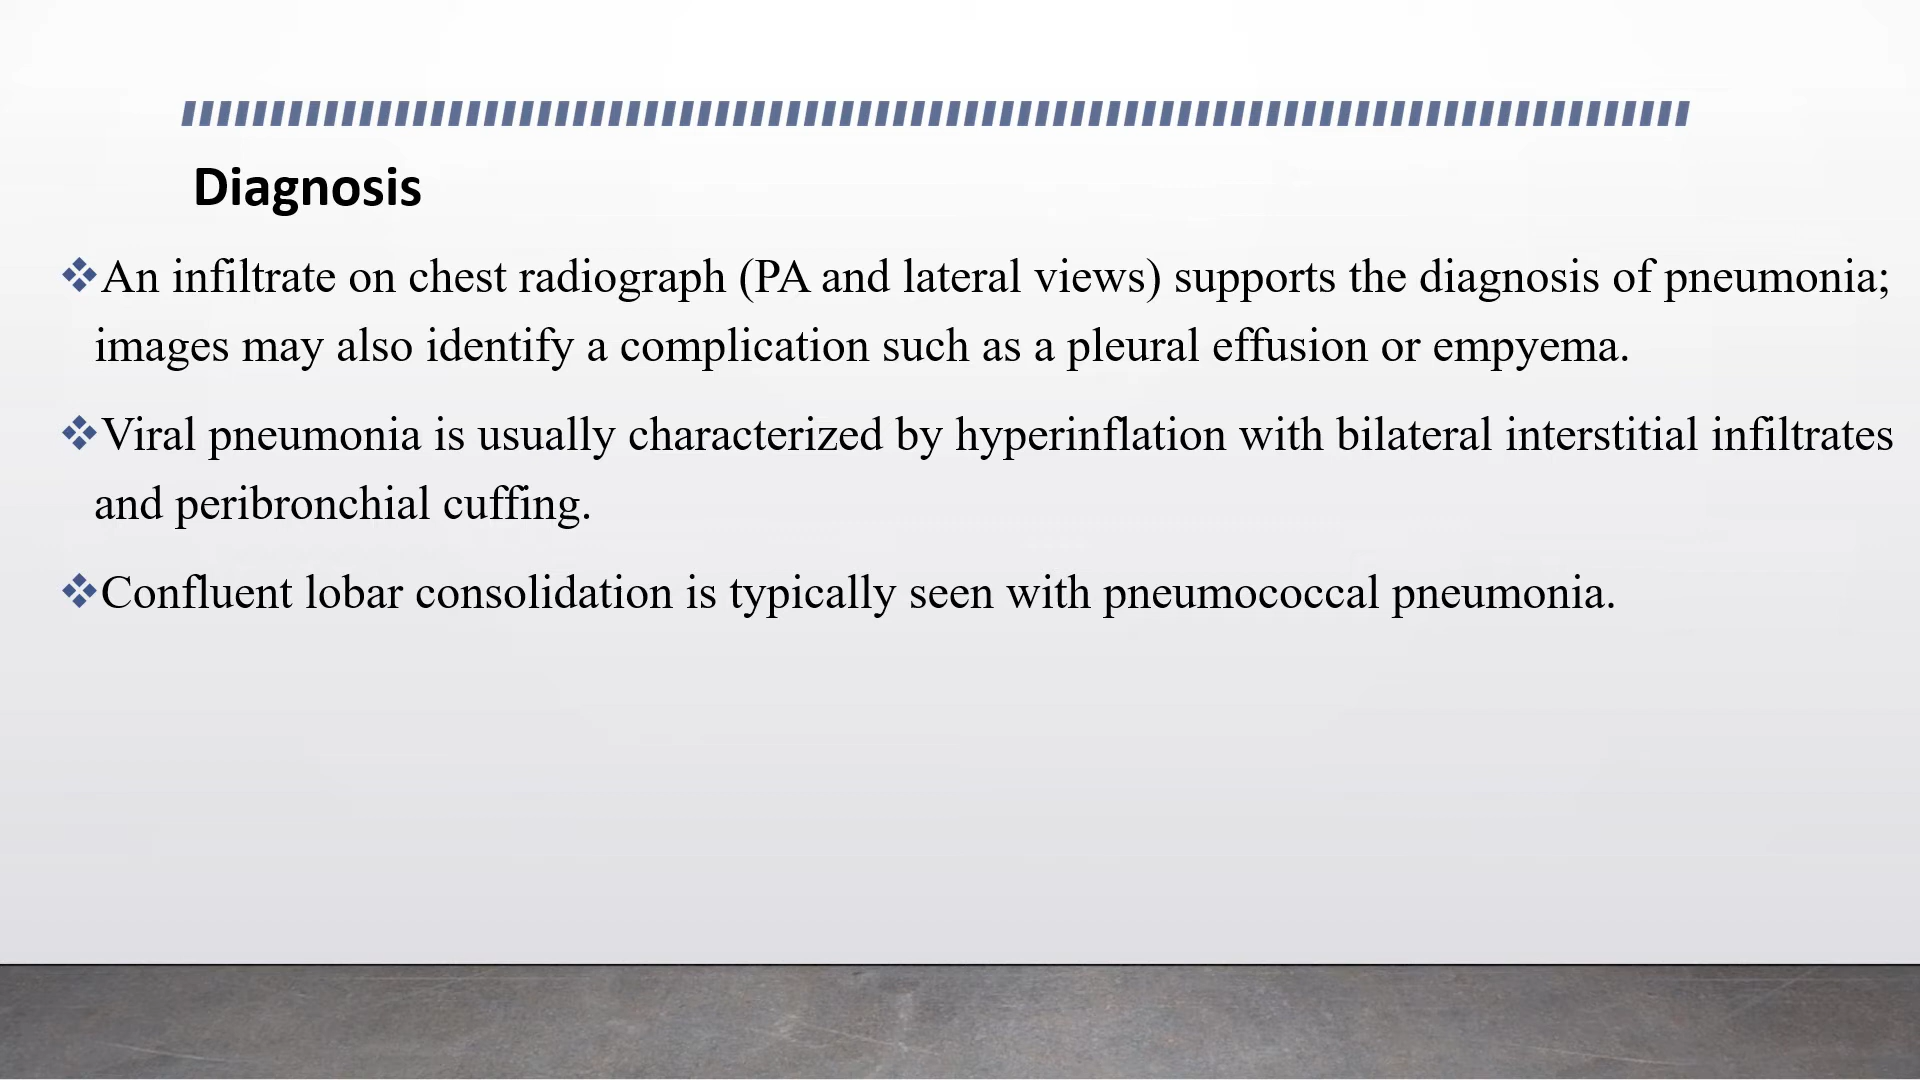 Diagnosis
❖An infiltrate on chest radiograph (PA and lateral views) supports the diagnosis of pneumonia;
images may also identify a complication such as a pleural effusion or empyema.
❖Viral pneumonia is usually characterized by hyperinflation with bilateral interstitial infiltrates
and peribronchial cuffing.
❖Confluent lobar consolidation is typically seen with pneumococcal pneumonia.